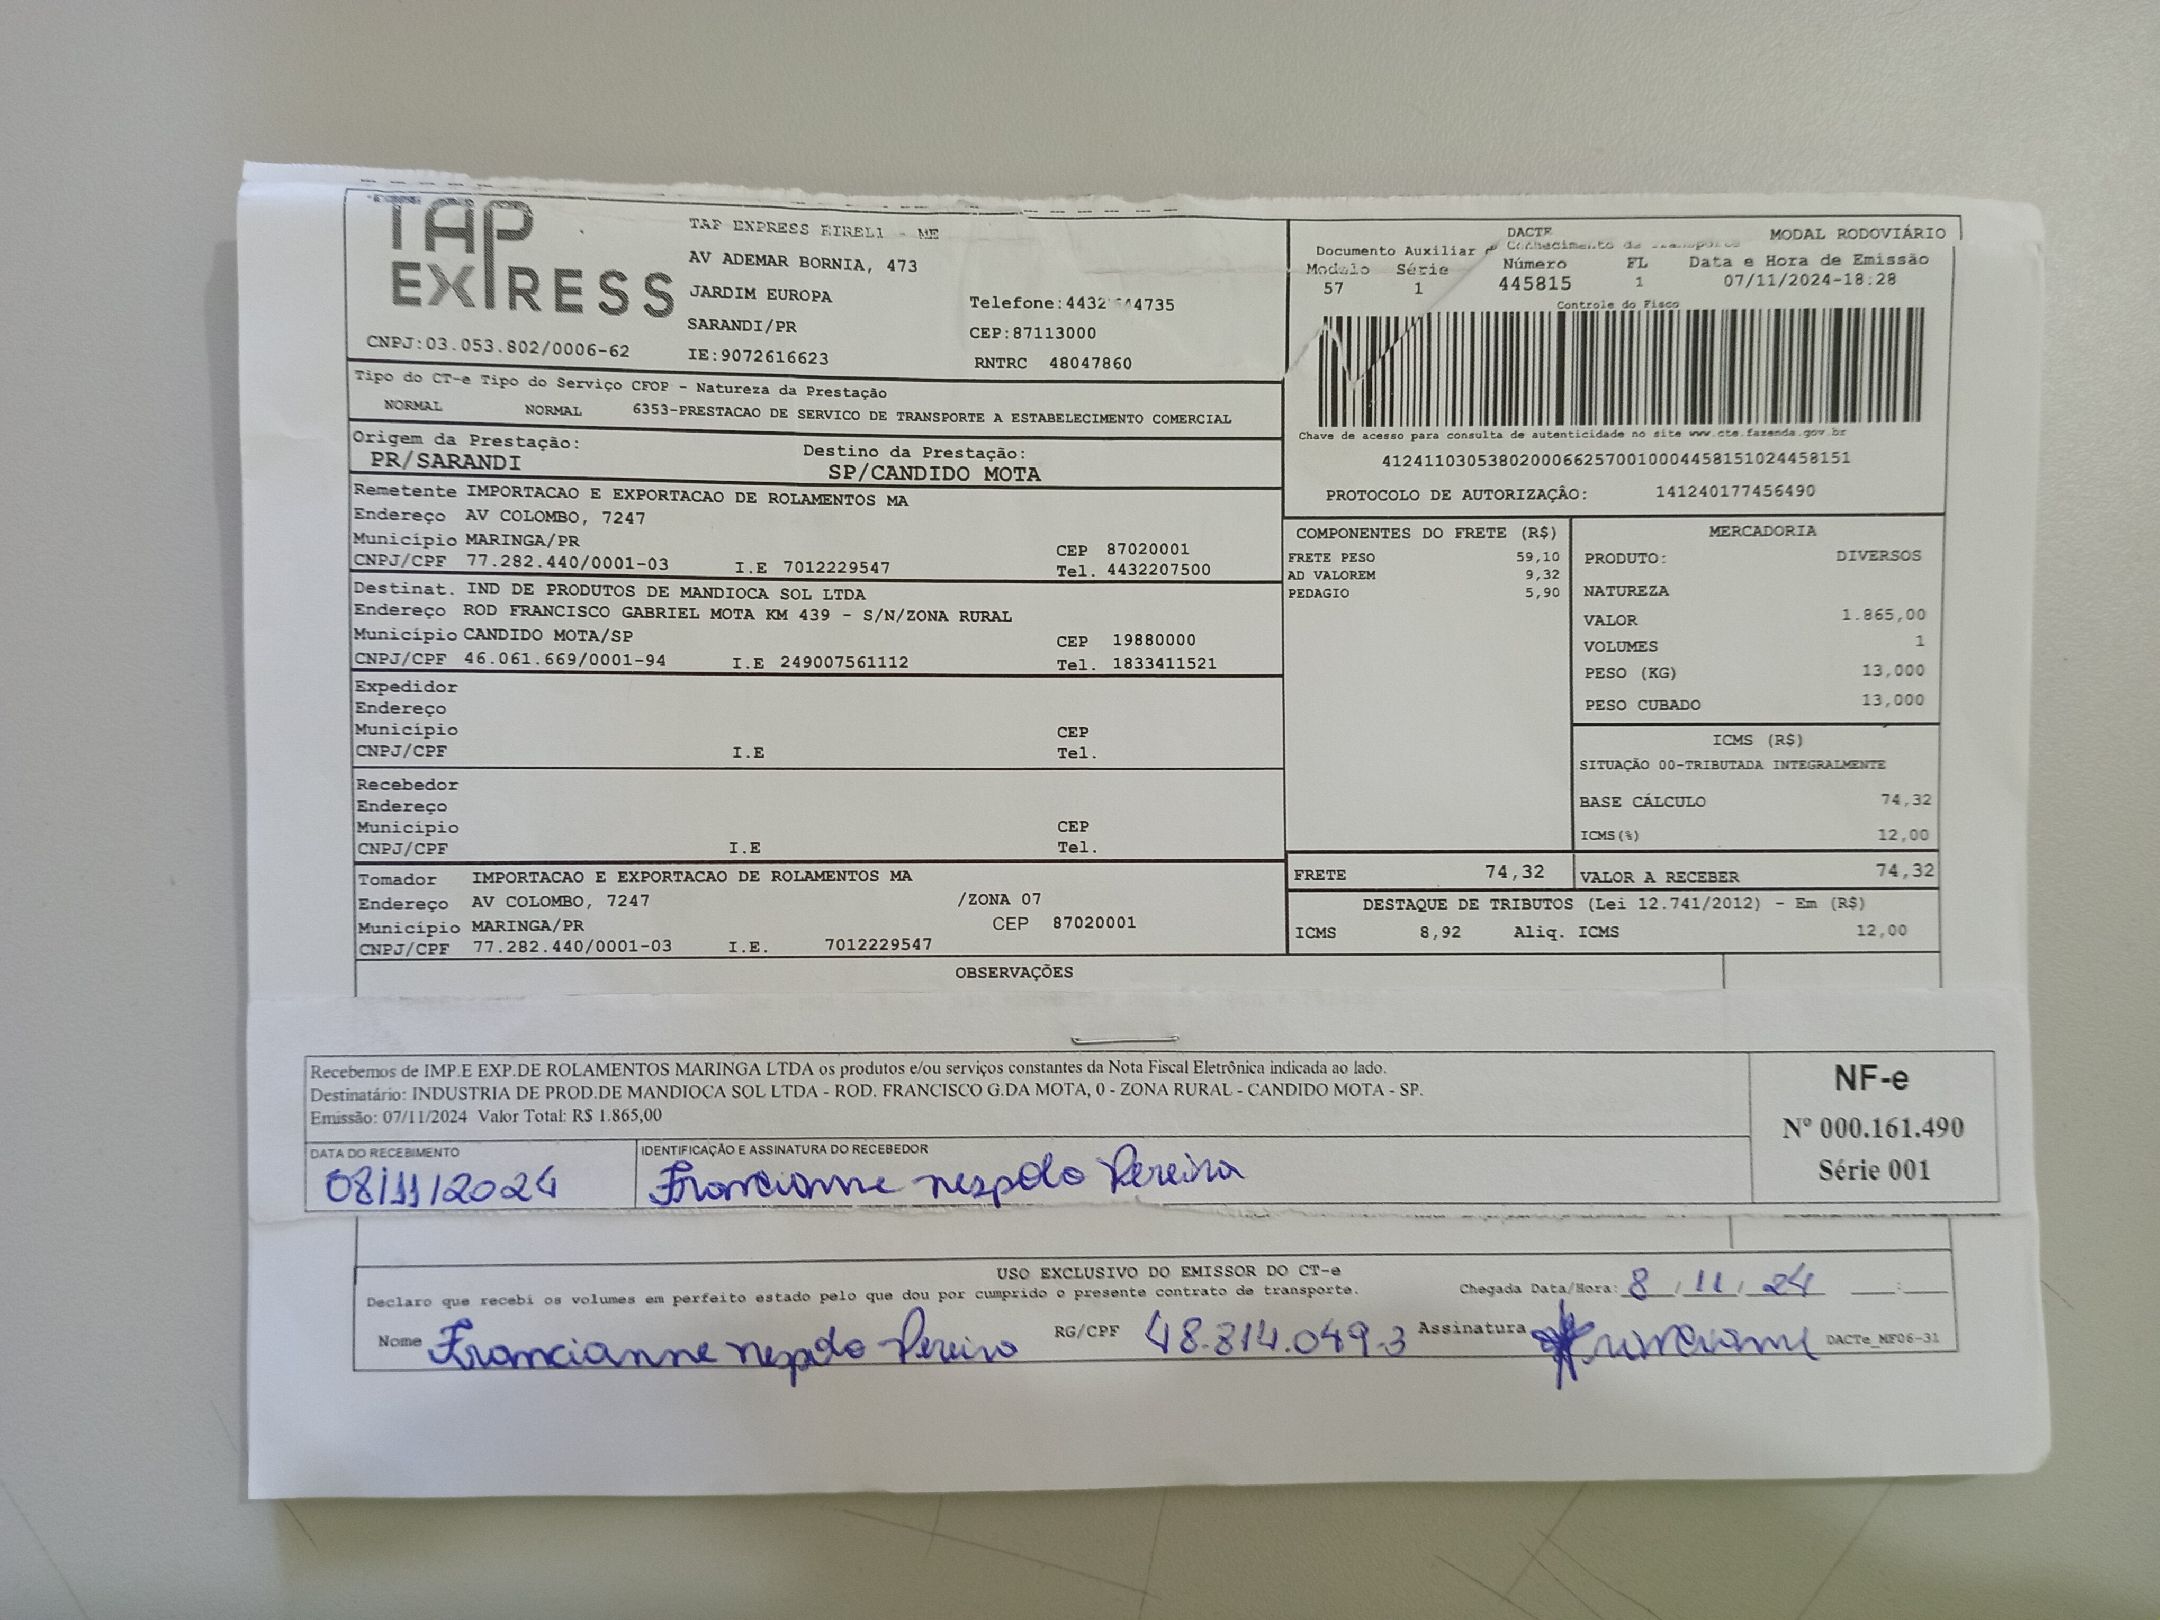 TAP
EXPRESS
CNPJ:03.053.802/0006-62
TAP EXPRESS EIRELI - ME
AV ADEMAR BORNIA, 473
JARDIM EUROPA
SARANDI/PR
IE:9072616623
CEP:87113000
RNTRC 48047860
DACTE
MODAL RODOVIÁRIO
Documento Auxiliar Conhecimento de
Modelo Série Número FL Data e Hora de Emissão
57 1 445815 1 07/11/2024-18:28
Controle do Fisco
Chave de acesso para consulta de autenticidade no site www.cte.fazenda.gov.br
41241103053802000662570010004458151024458151
PROTOCOLO DE AUTORIZAÇÂO: 141240177456490
Tipo do CT-e Tipo do Serviço CFOP - Natureza da Prestação
NORMAL NORMAL 6353-PRESTACAO DE SERVICO DE TRANSPORTE A ESTABELECIMENTO COMERCIAL
Origem da Prestação: Destino da Prestação:
PR/SARANDI SP/CANDIDO MOTA
Remetente IMPORTACAO E EXPORTACAO DE ROLAMENTOS MA
Endereço AV COLOMBO, 7247
Município MARINGA/PR CEP 87020001
CNPJ/CPF 77.282.440/0001-03 I.E 7012229547 Tel. 4432207500
Destinat. IND DE PRODUTOS DE MANDIOCA SOL LTDA
Endereço ROD FRANCISCO GABRIEL MOTA KM 439 - S/N/ZONA RURAL
Município CANDIDO MOTA/SP CEP 19880000
CNPJ/CPF 46.061.669/0001-94 I.E 249007561112 Tel. 1833411521
Expedidor
Endereço
Município CEP
CNPJ/CPF I.E Tel.
Recebedor
Endereço
Município CEP
CNPJ/CPF I.E Tel.
Tomador IMPORTACAO E EXPORTACAO DE ROLAMENTOS MA
Endereço AV COLOMBO, 7247 /ZONA 07
Município MARINGA/PR CEP 87020001
CNPJ/CPF 77.282.440/0001-03 I.E. 7012229547
COMPONENTES DO FRETE (R$)
FRETE PESO 59,10
AD VALOREM 9,32
PEDAGIO 5,90
MERCADORIA
PRODUTO: DIVERSOS
NATUREZA
VALOR 1.865,00
VOLUMES 1
PESO (KG) 13,000
PESO CUBADO 13,000
ICMS (R$)
SITUAÇÃO 00-TRIBUTADA INTEGRALMENTE
BASE CÁLCULO 74,32
ICMS(%) 12,00
FRETE 74,32 VALOR A RECEBER 74,32
DESTAQUE DE TRIBUTOS (Lei 12.741/2012) - Em (R$)
ICMS 8,92 Aliq. ICMS 12,00
OBSERVAÇÕES
Recebemos de IMP.E EXP.DE ROLAMENTOS MARINGA LTDA os produtos e/ou serviços constantes da Nota Fiscal Eletrônica indicada ao lado.
Destinatário: INDUSTRIA DE PROD.DE MANDIOCA SOL LTDA - ROD. FRANCISCO G.DA MOTA, 0 - ZONA RURAL - CANDIDO MOTA - SP.
Emissão: 07/11/2024 Valor Total: R$ 1.865,00
DATA DO RECEBIMENTO IDENTIFICAÇÃO E ASSINATURA DO RECEBEDOR
08/11/2024 Francianne nespolo Pereira
NF-e
Nº 000.161.490
Série 001
USO EXCLUSIVO DO EMISSOR DO CT-e
Declaro que recebi os volumes em perfeito estado pelo que dou por cumprido o presente contrato de transporte. Chegada Data/Hora: 8/11/24 __:__
Nome Francianne nespolo Pereira RG/CPF 48.814.049-3 Assinatura Francianne DACTe_MF06-31